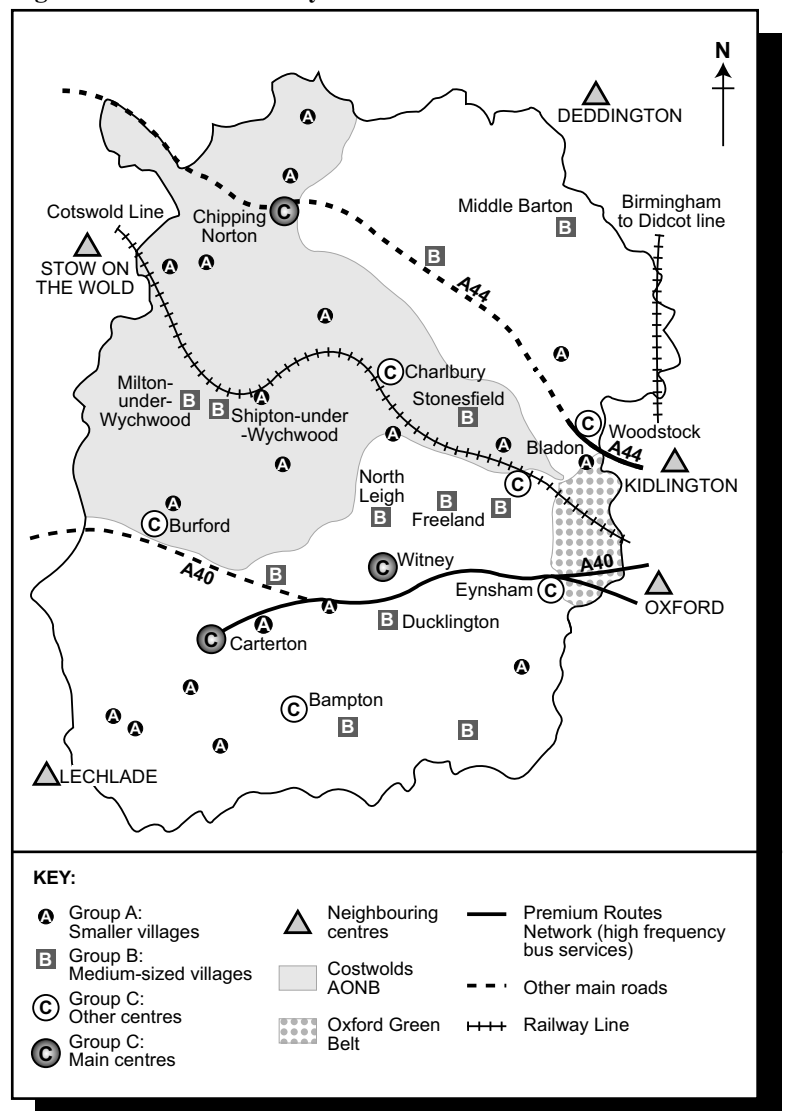 N
DEDDINGTON
Middle Barton
Birmingham
to Didcot line
Cotswold Line
Chipping
Norton
STOW ON
THE WOLD
A44
Charlbury
Stonesfield
Milton-
under-
Wychwood
Shipton-under
-Wychwood
Woodstock
Bladon
A44
KIDLINGTON
North
Leigh
Freeland
Burford
A40
Witney
A40
Eynsham
OXFORD
Ducklington
Carterton
Bampton
LECHLADE
A
A
C
B
B
A
A
A
A
C
B
B
A
B
C
A
A
A
A
C
B
B
B
A
C
C
B
C
A
B
A
C
A
A
C
B
B
A
A
A
KEY:
A
Group A:
Smaller villages
B
Group B:
Medium-sized villages
C
Group C:
Other centres
C
Group C:
Main centres
Neighbouring
centres
Costwolds
AONB
Oxford Green
Belt
Premium Routes
Network (high frequency
bus services)
Other main roads
Railway Line